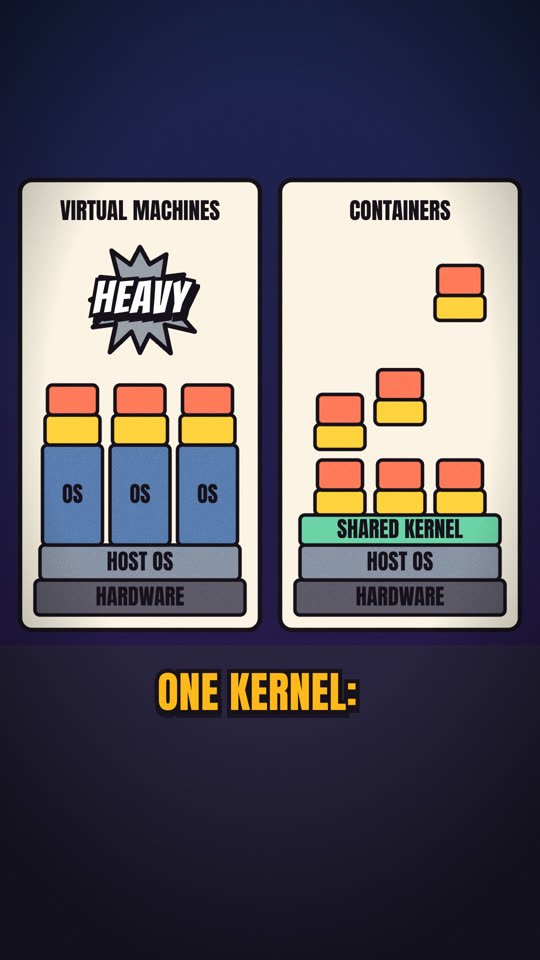 VIRTUAL MACHINES
HEAVY
OS OS OS
HOST OS
HARDWARE
CONTAINERS
SHARED KERNEL
HOST OS
HARDWARE
ONE KERNEL: